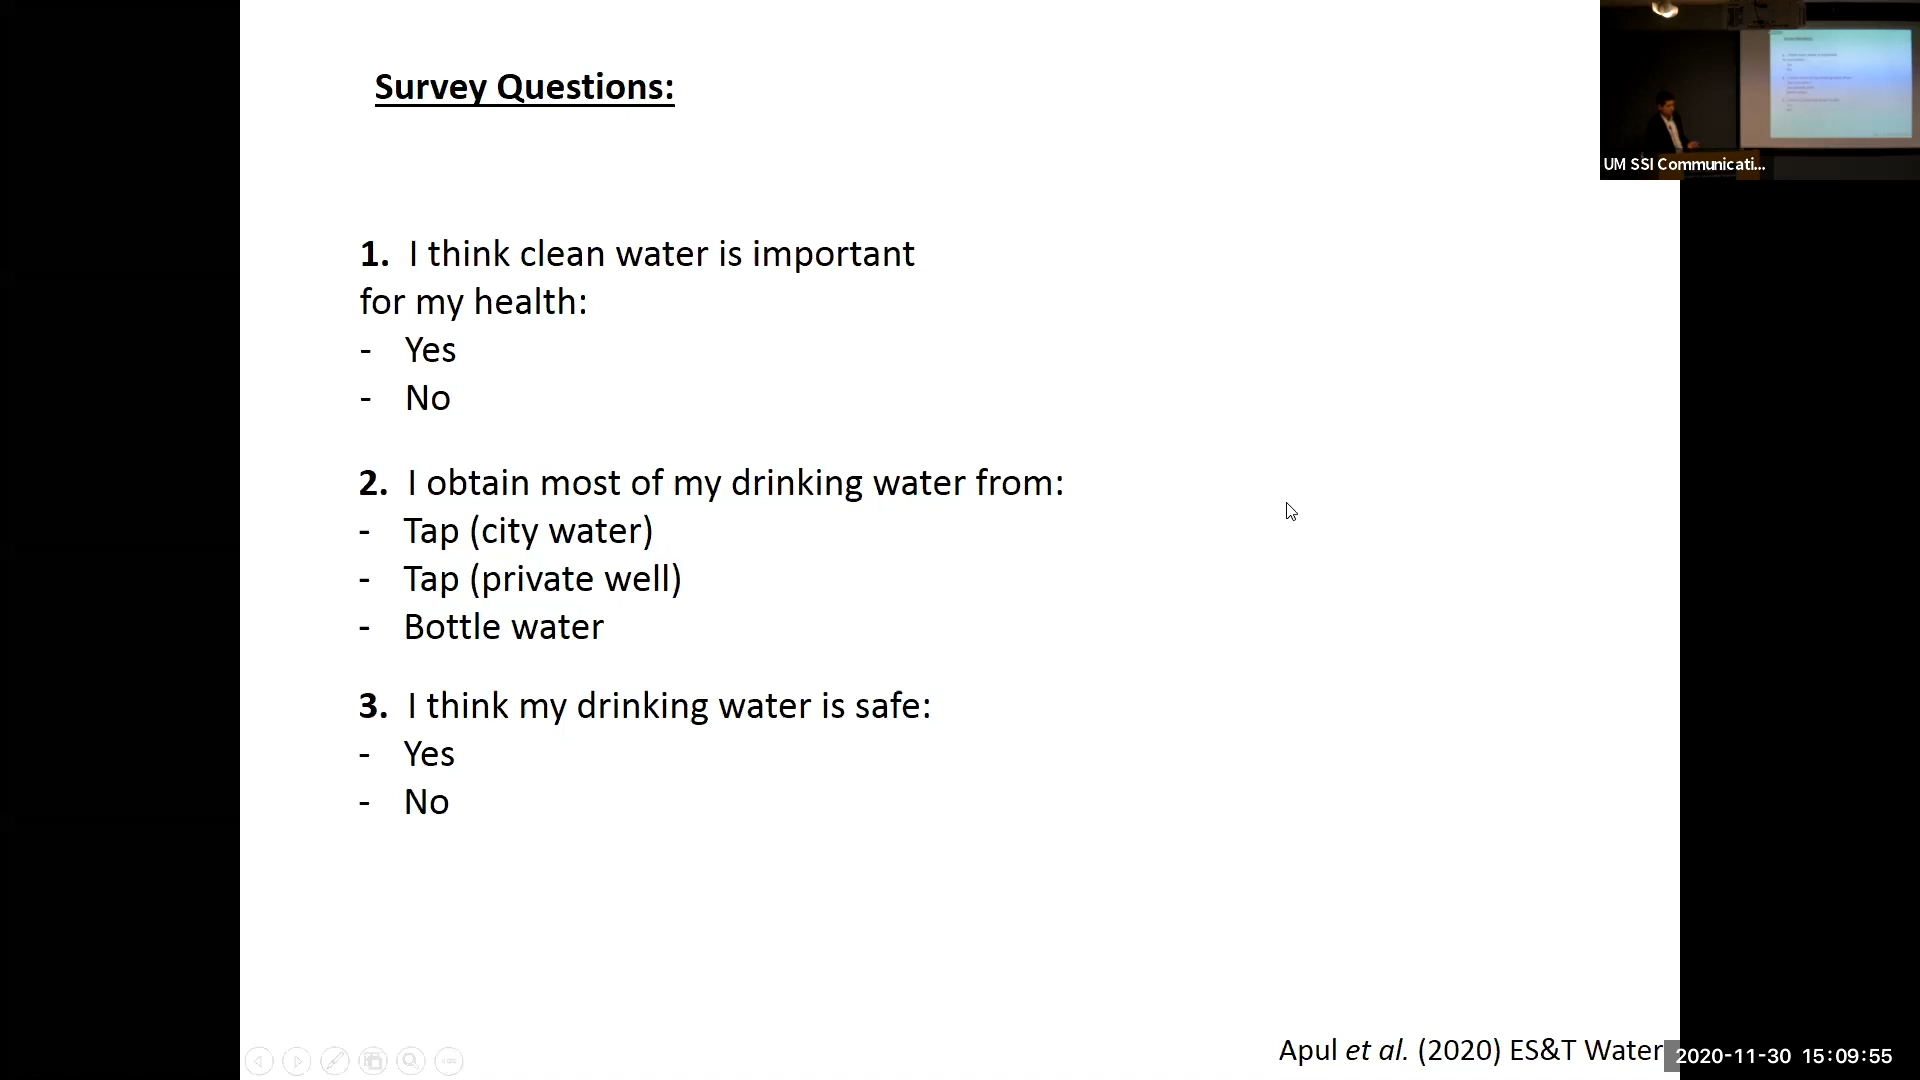 Survey Questions:
1. I think clean water is important
for my health:
- Yes
- No
2. I obtain most of my drinking water from:
- Tap (city water)
- Tap (private well)
- Bottle water
3. I think my drinking water is safe:
- Yes
- No
Apul et al. (2020) ES&T Water
UM SSI Communicati...
2020-11-30 15:09:55